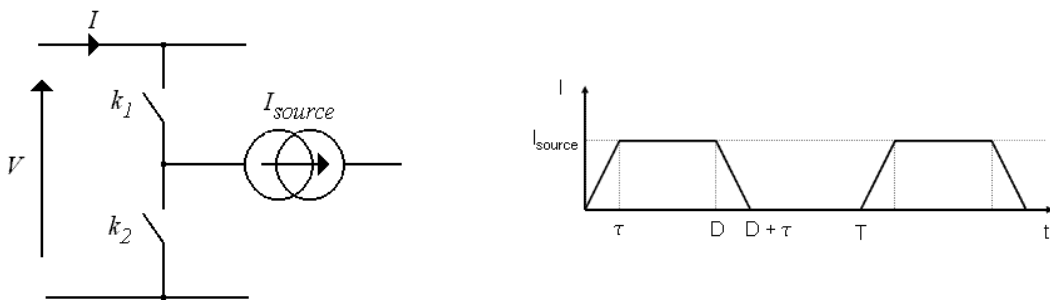 I
k1
Isource
V
k2
I
Isource
τ D D + τ T t